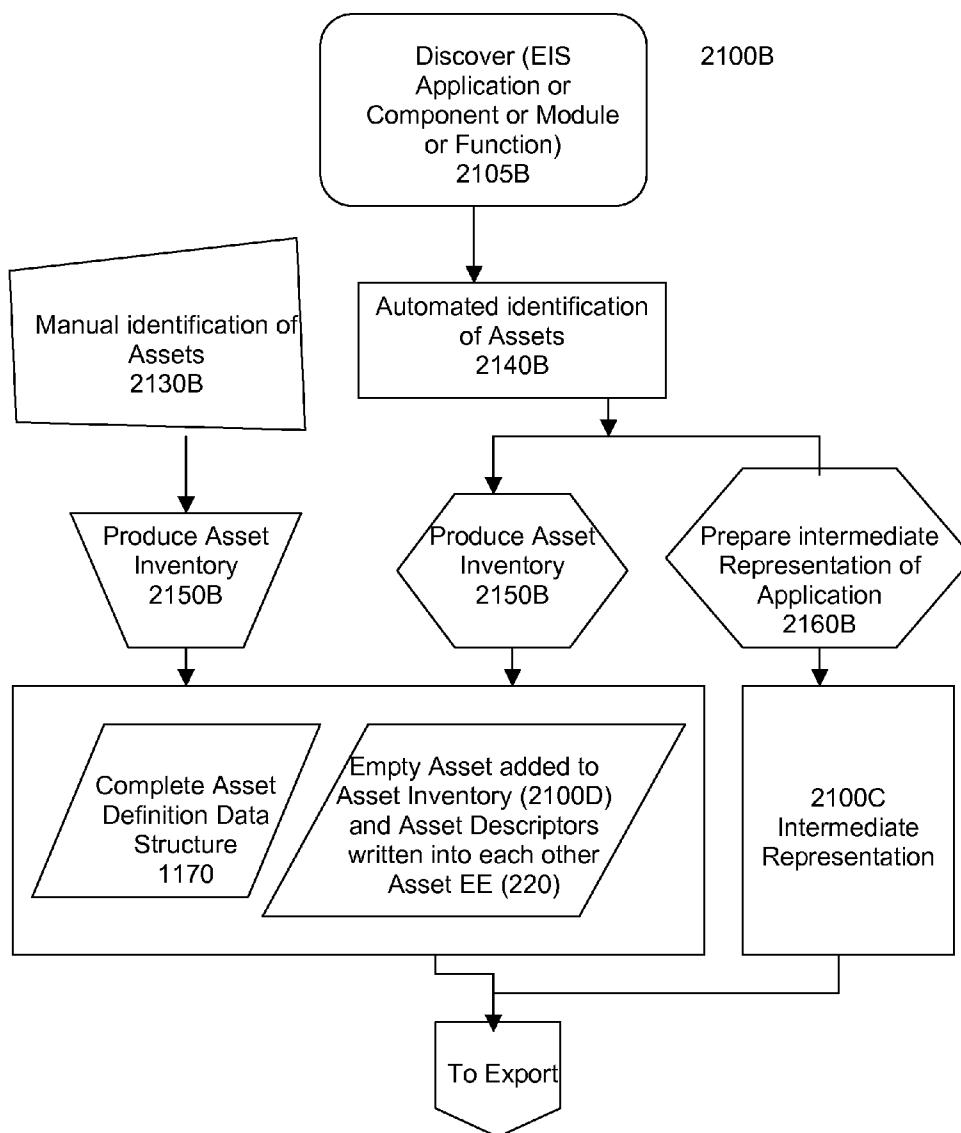 Discover (EIS
Application or
Component or Module
or Function)
2105B
2100B
Manual identification of
Assets
2130B
Automated identification
of Assets
2140B
Produce Asset
Inventory
2150B
Produce Asset
Inventory
2150B
Prepare intermediate
Representation of
Application
2160B
Complete Asset
Definition Data
Structure
1170
Empty Asset added to
Asset Inventory (2100D)
and Asset Descriptors
written into each other
Asset EE (220)
2100C
Intermediate
Representation
To Export